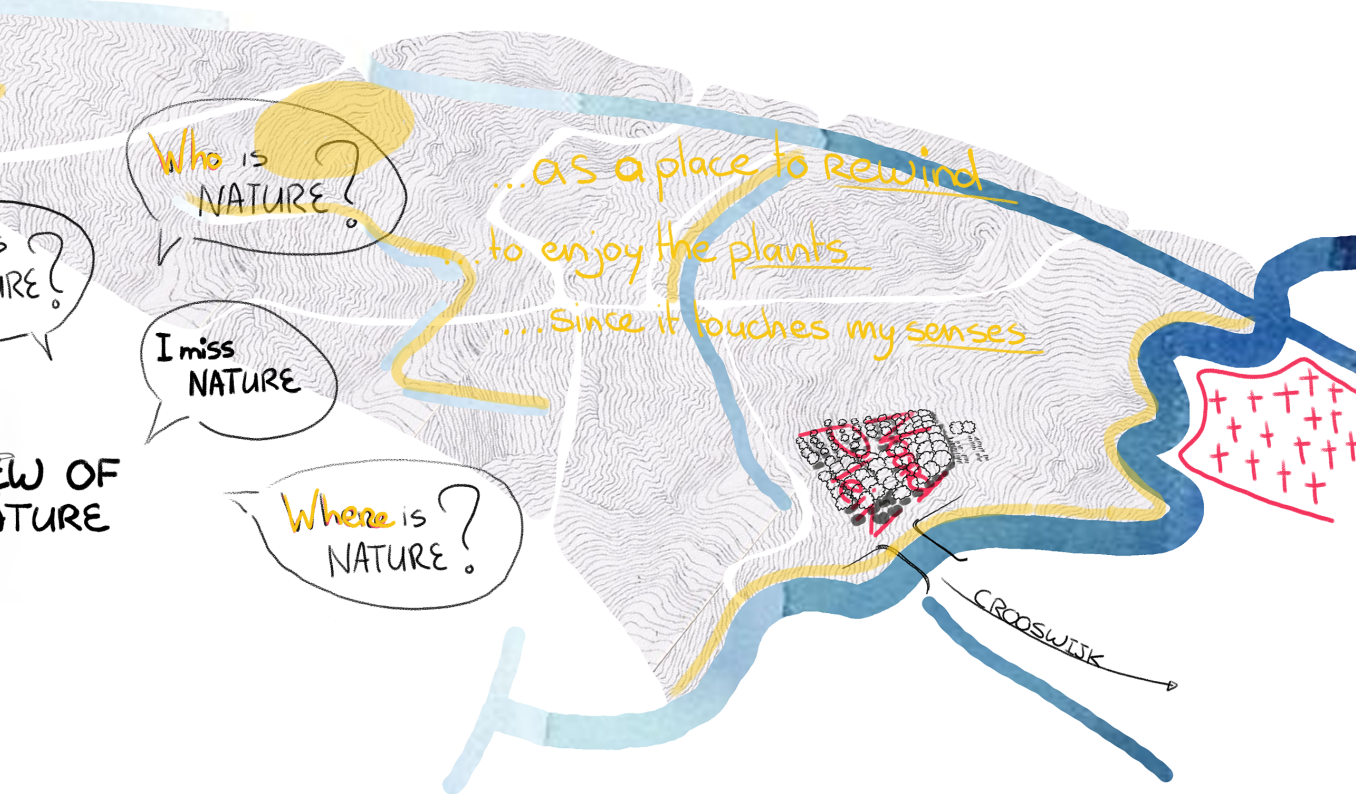 Who is
NATURE?
...as a place to rewind
...to enjoy the plants
...since it touches my senses
I miss
NATURE
EW OF
ATURE
Where is
NATURE?
CROOSWIJK